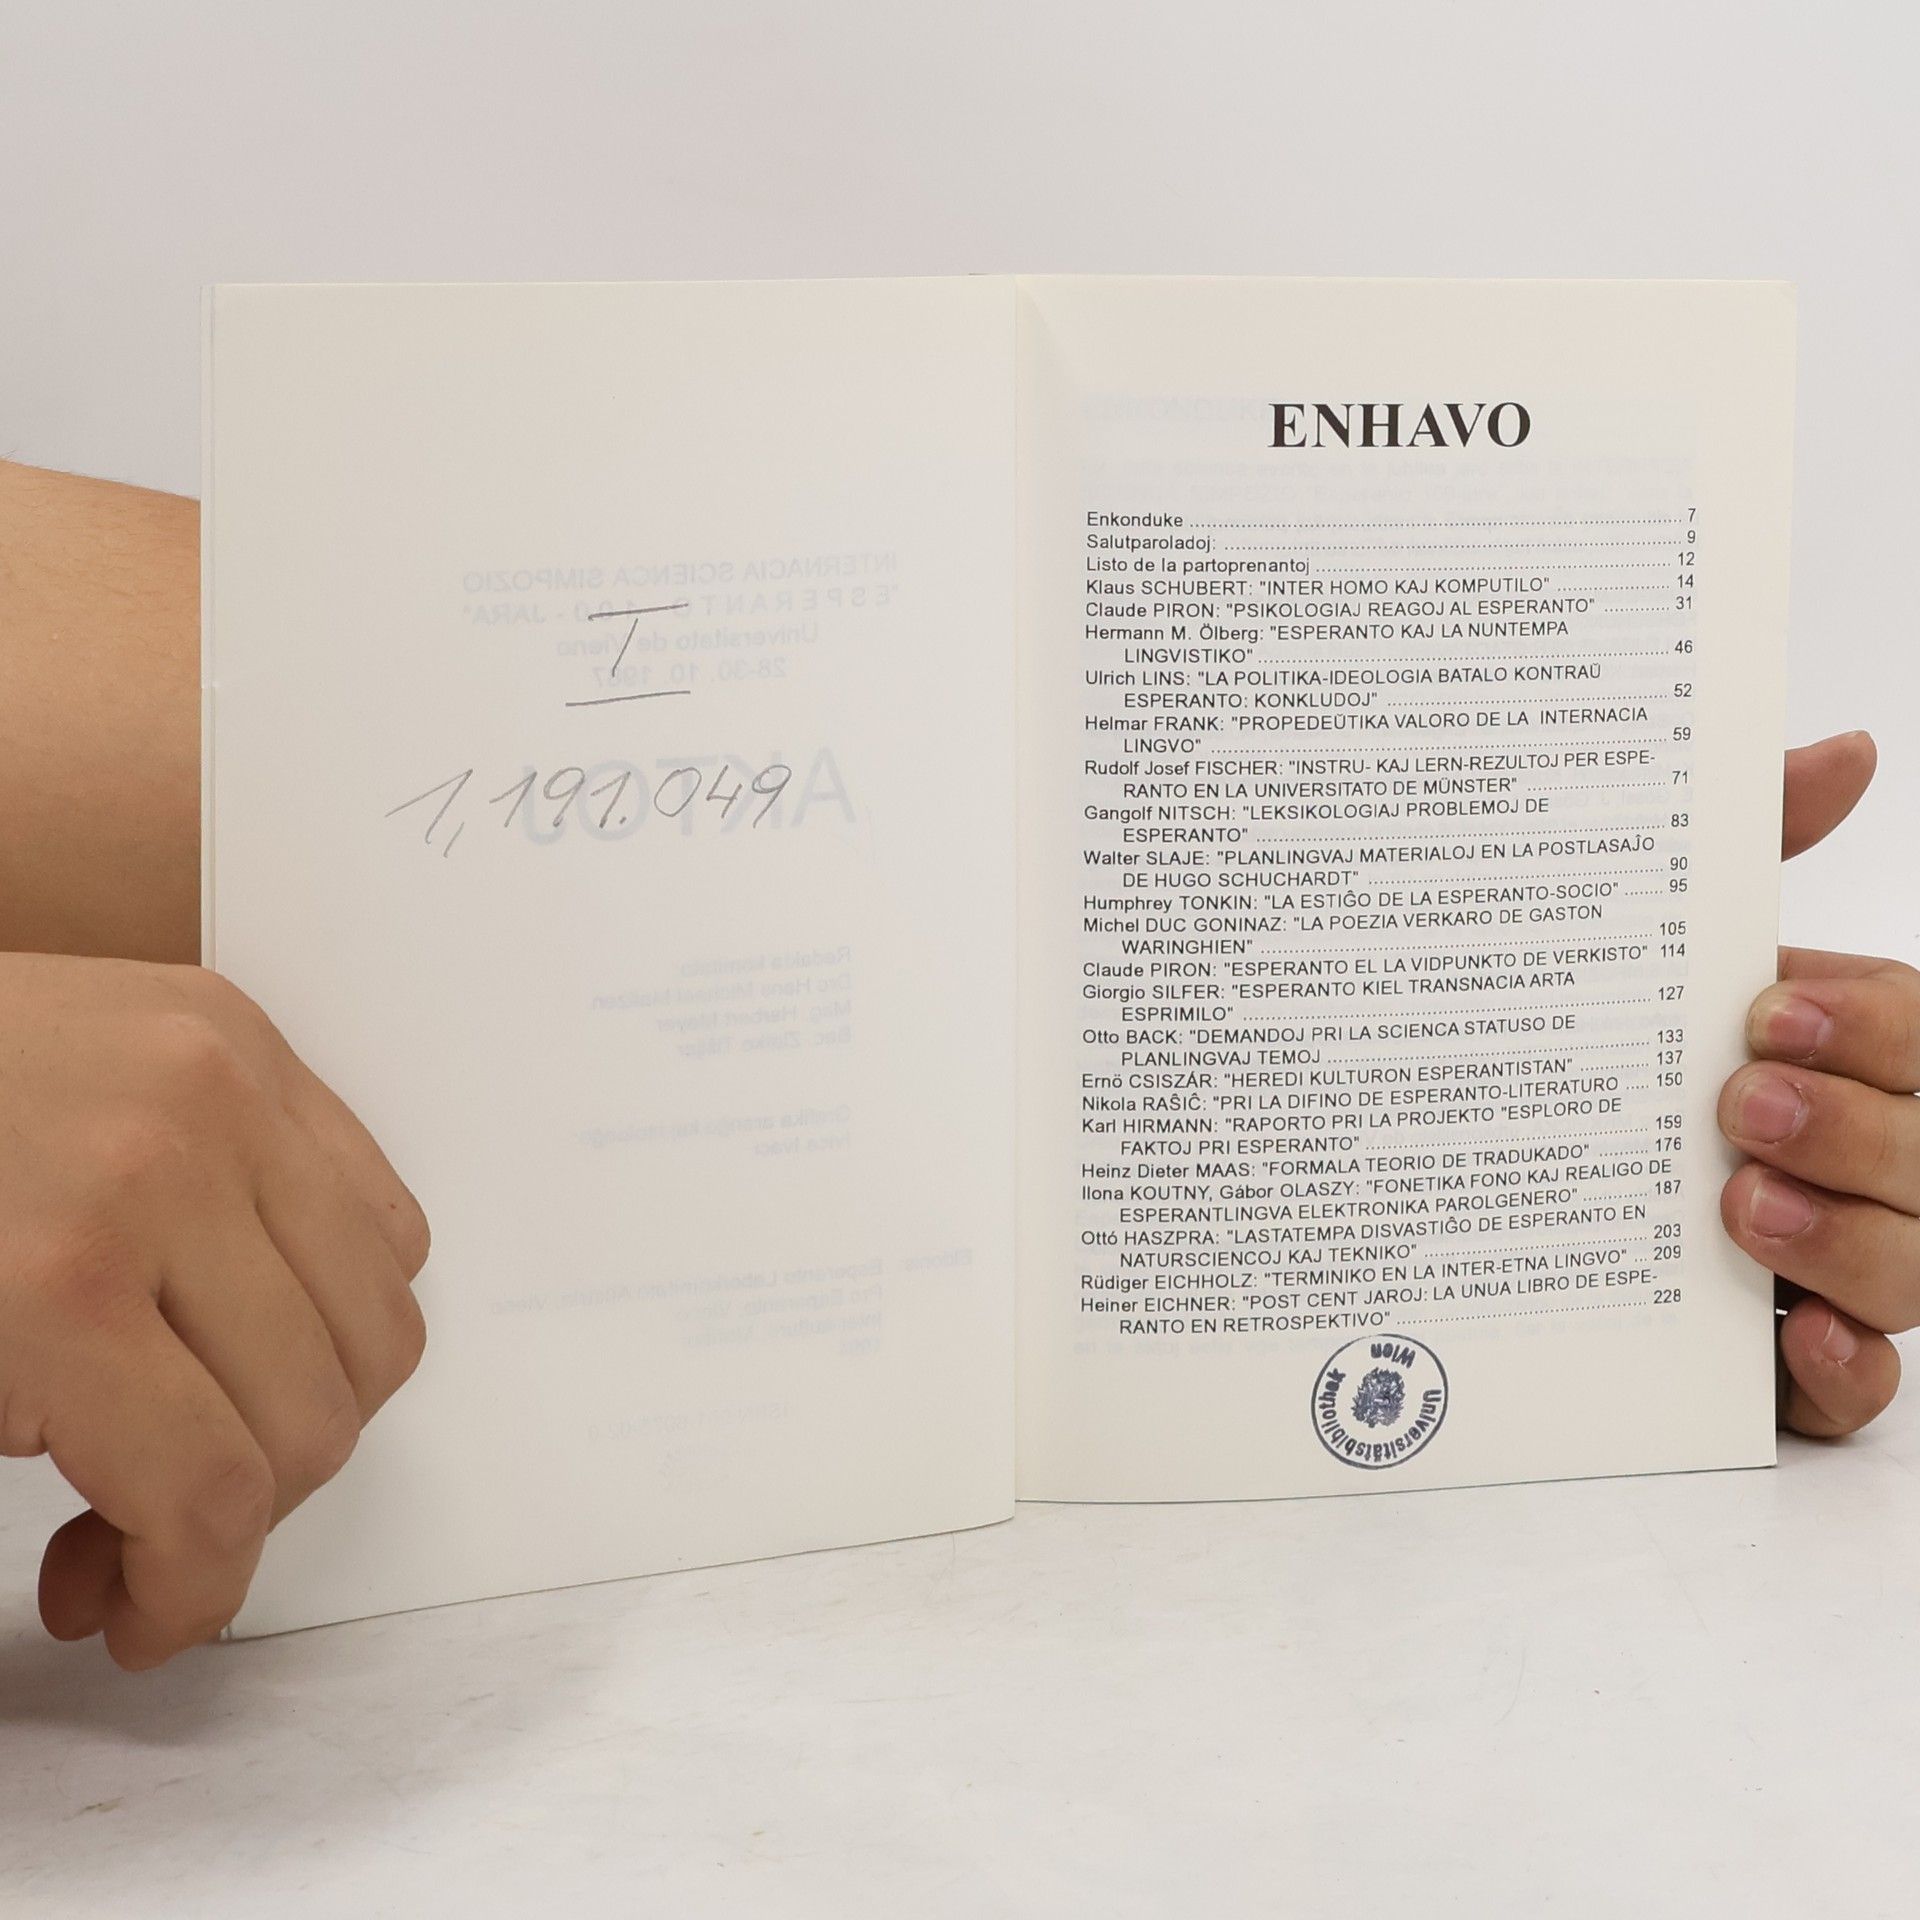 I
1,191.049
ENHAVO
Enkonduke ........ 7
Salutparoladoj: ........ 9
Listo de la partoprenantoj ........ 12
Klaus SCHUBERT: "INTER HOMO KAJ KOMPUTILO" ........ 14
Claude PIRON: "PSIKOLOGIAJ REAGOJ AL ESPERANTO" ........ 31
Hermann M. Ölberg: "ESPERANTO KAJ LA NUNTEMPA
LINGVISTIKO" ........ 46
Ulrich LINS: "LA POLITIKA-IDEOLOGIA BATALO KONTRAŬ
ESPERANTO: KONKLUDOJ" ........ 52
Helmar FRANK: "PROPEDEŬTIKA VALORO DE LA INTERNACIA
LINGVO" ........ 59
Rudolf Josef FISCHER: "INSTRU- KAJ LERN-REZULTOJ PER ESPE-
RANTO EN LA UNIVERSITATO DE MÜNSTER" ........ 71
Gangolf NITSCH: "LEKSIKOLOGIAJ PROBLEMOJ DE
ESPERANTO" ........ 83
Walter SLAJE: "PLANLINGVAJ MATERIALOJ EN LA POSTLASAĴO
DE HUGO SCHUCHARDT" ........ 90
Humphrey TONKIN: "LA ESTIĜO DE LA ESPERANTO-SOCIO" ........ 95
Michel DUC GONINAZ: "LA POEZIA VERKARO DE GASTON
WARINGHIEN" ........ 105
Claude PIRON: "ESPERANTO EL LA VIDPUNKTO DE VERKISTO" 114
Giorgio SILFER: "ESPERANTO KIEL TRANSNACIA ARTA
ESPRIMILO" ........ 127
Otto BACK: "DEMANDOJ PRI LA SCIENCA STATUSO DE
PLANLINGVAJ TEMOJ ........ 133
Ernö CSISZÁR: "HEREDI KULTURON ESPERANTISTAN" ........ 137
Nikola RAŜIĈ: "PRI LA DIFINO DE ESPERANTO-LITERATURO ..... 150
Karl HIRMANN: "RAPORTO PRI LA PROJEKTO "ESPLORO DE
FAKTOJ PRI ESPERANTO" ........ 159
Heinz Dieter MAAS: "FORMALA TEORIO DE TRADUKADO" ........ 176
Ilona KOUTNY, Gábor OLASZY: "FONETIKA FONO KAJ REALIGO DE
ESPERANTLINGVA ELEKTRONIKA PAROLGENERO" ........ 187
Ottó HASZPRA: "LASTATEMPA DISVASTIĜO DE ESPERANTO EN
NATURSCIENCOJ KAJ TEKNIKO" ........ 203
Rüdiger EICHHOLZ: "TERMINIKO EN LA INTER-ETNA LINGVO" ... 209
Heiner EICHNER: "POST CENT JAROJ: LA UNUA LIBRO DE ESPE-
RANTO EN RETROSPEKTIVO" ........ 228
Universitätsbibliothek Wien